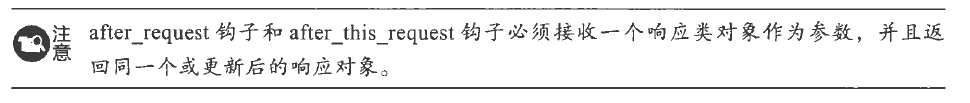 注意
after_request 钩子和 after_this_request 钩子必须接收一个响应类对象作为参数，并且返
回同一个或更新后的响应对象。